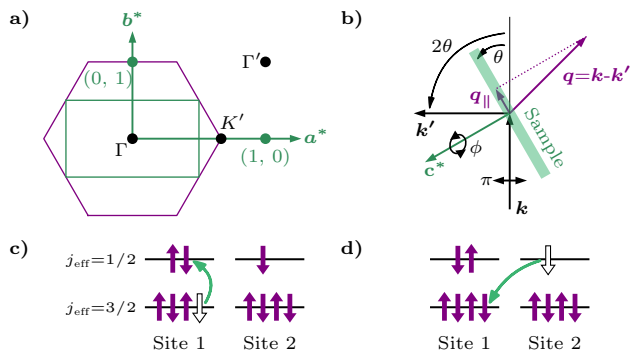 a)
b*
(0, 1)
Γ′
Γ
K′
a*
(1, 0)
b)
2θ
θ
q=k-k′
q∥
k′
Sample
c*
ϕ
π
k
c)
jeff=1/2
jeff=3/2
Site 1
Site 2
d)
Site 1
Site 2